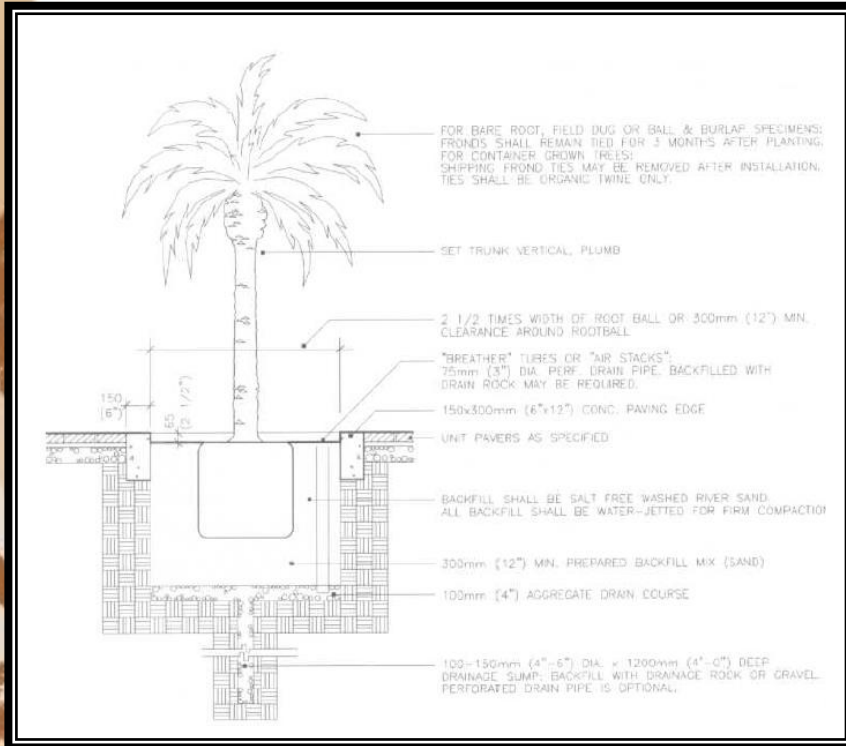 FOR BARE ROOT, FIELD DUG OR BALL & BURLAP SPECIMENS:
FRONDS SHALL REMAIN TIED FOR 3 MONTHS AFTER PLANTING.
FOR CONTAINER GROWN TREES:
SHIPPING FROND TIES MAY BE REMOVED AFTER INSTALLATION.
TIES SHALL BE ORGANIC TWINE ONLY.
SET TRUNK VERTICAL, PLUMB
2 1/2 TIMES WIDTH OF ROOT BALL OR 300mm (12") MIN.
CLEARANCE AROUND ROOTBALL
"BREATHER" TUBES OR "AIR STACKS":
75mm (3") DIA. PERF. DRAIN PIPE, BACKFILLED WITH
DRAIN ROCK MAY BE REQUIRED.
150
(6")
65
(2 1/2")
150x300mm (6"x12") CONC. PAVING EDGE
UNIT PAVERS AS SPECIFIED
BACKFILL SHALL BE SALT FREE WASHED RIVER SAND.
ALL BACKFILL SHALL BE WATER-JETTED FOR FIRM COMPACTION
300mm (12") MIN. PREPARED BACKFILL MIX (SAND)
100mm (4") AGGREGATE DRAIN COURSE
100-150mm (4"-6") DIA. x 1200mm (4'-0") DEEP
DRAINAGE SUMP: BACKFILL WITH DRAINAGE ROCK OR GRAVEL.
PERFORATED DRAIN PIPE IS OPTIONAL.